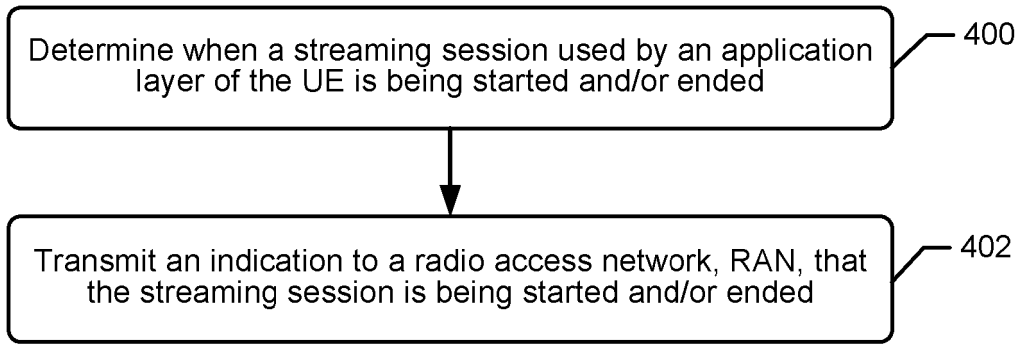 Determine when a streaming session used by an application
layer of the UE is being started and/or ended
400
Transmit an indication to a radio access network, RAN, that
the streaming session is being started and/or ended
402